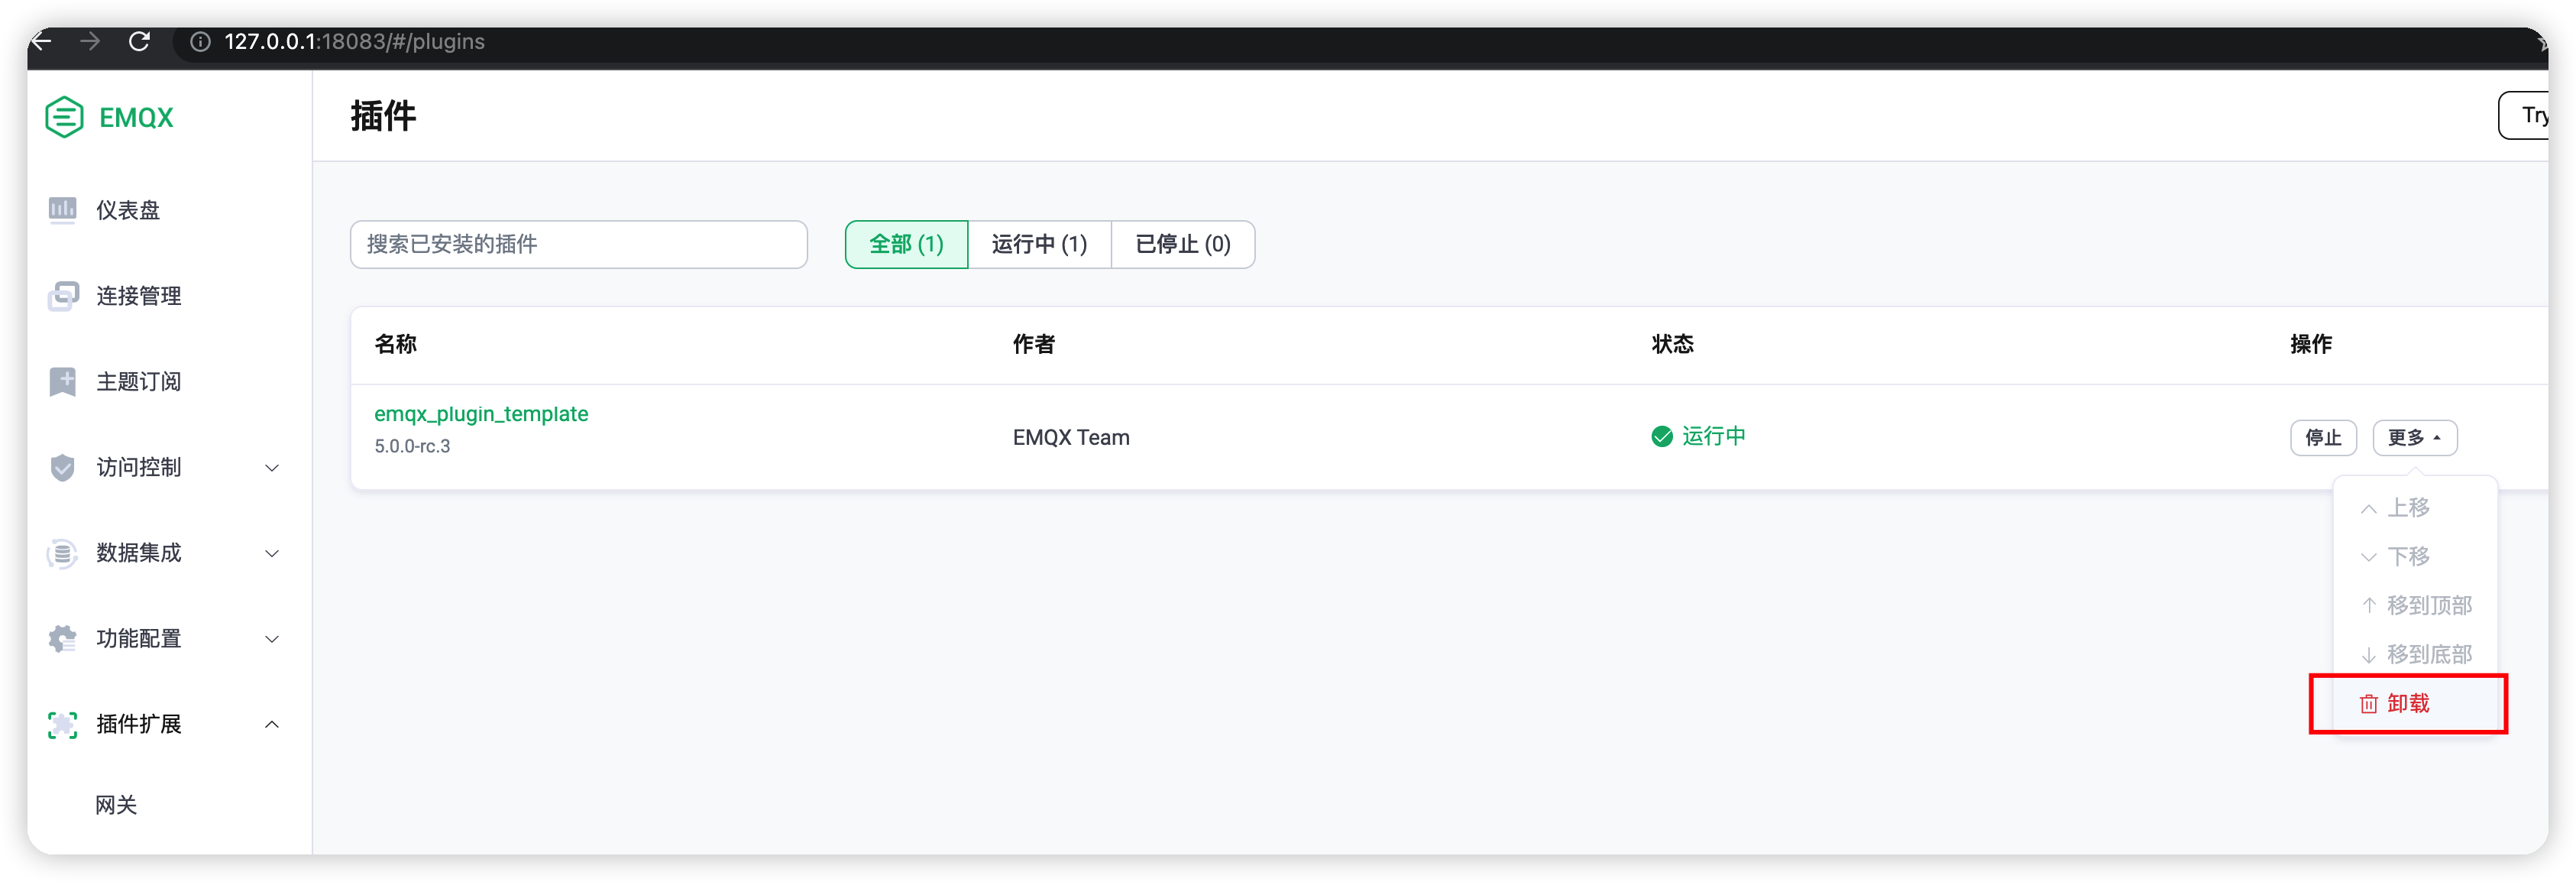 127.0.0.1:18083/#/plugins
EMQX
插件
Try
仪表盘
连接管理
主题订阅
访问控制
数据集成
功能配置
插件扩展
网关
搜索已安装的插件
全部 (1)
运行中 (1)
已停止 (0)
名称
作者
状态
操作
emqx_plugin_template
5.0.0-rc.3
EMQX Team
运行中
停止
更多
上移
下移
移到顶部
移到底部
卸载